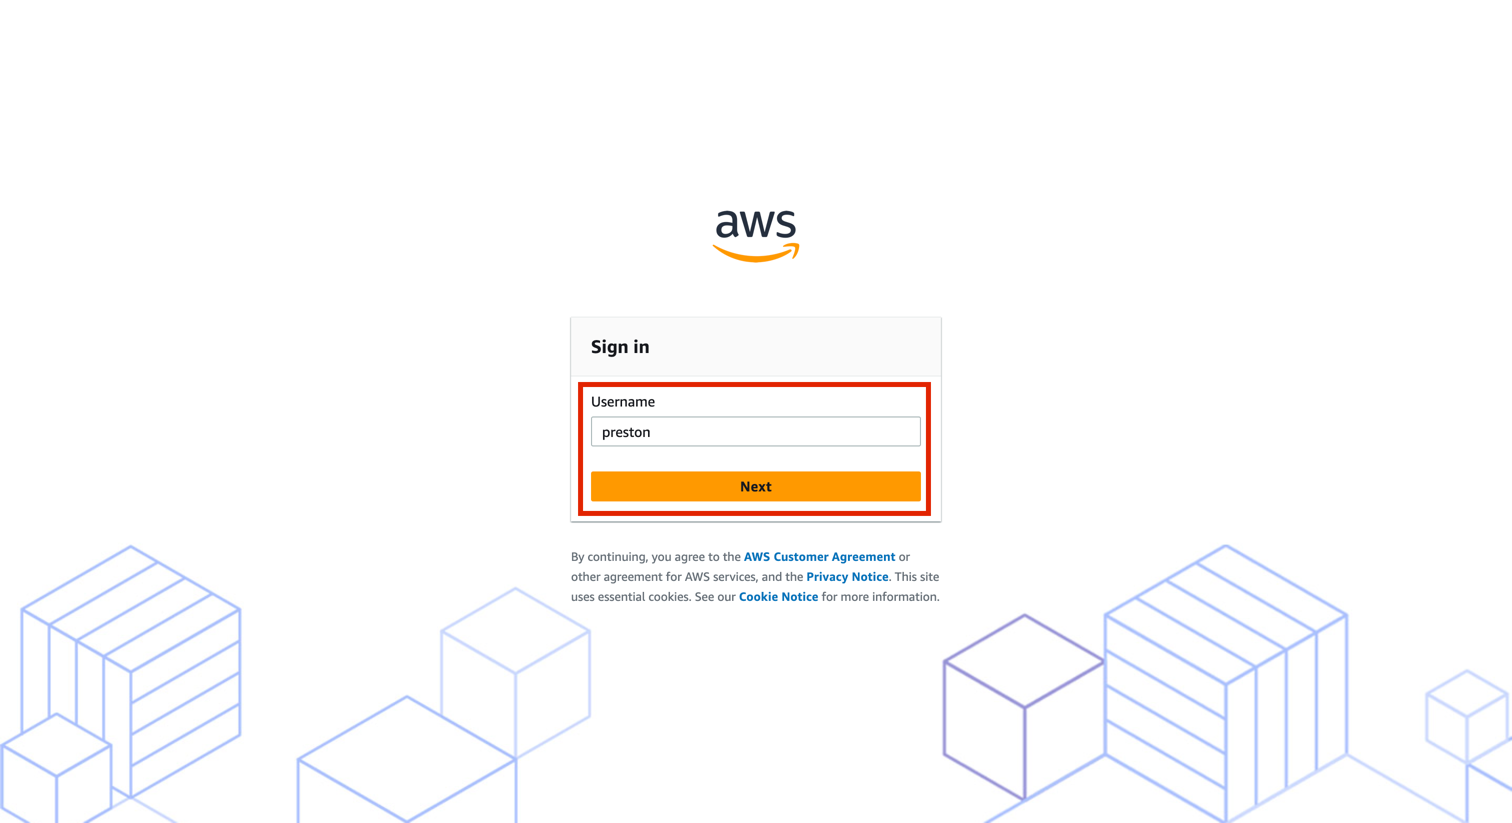 aws
Sign in
Username
preston
Next
By continuing, you agree to the AWS Customer Agreement or
other agreement for AWS services, and the Privacy Notice. This site
uses essential cookies. See our Cookie Notice for more information.